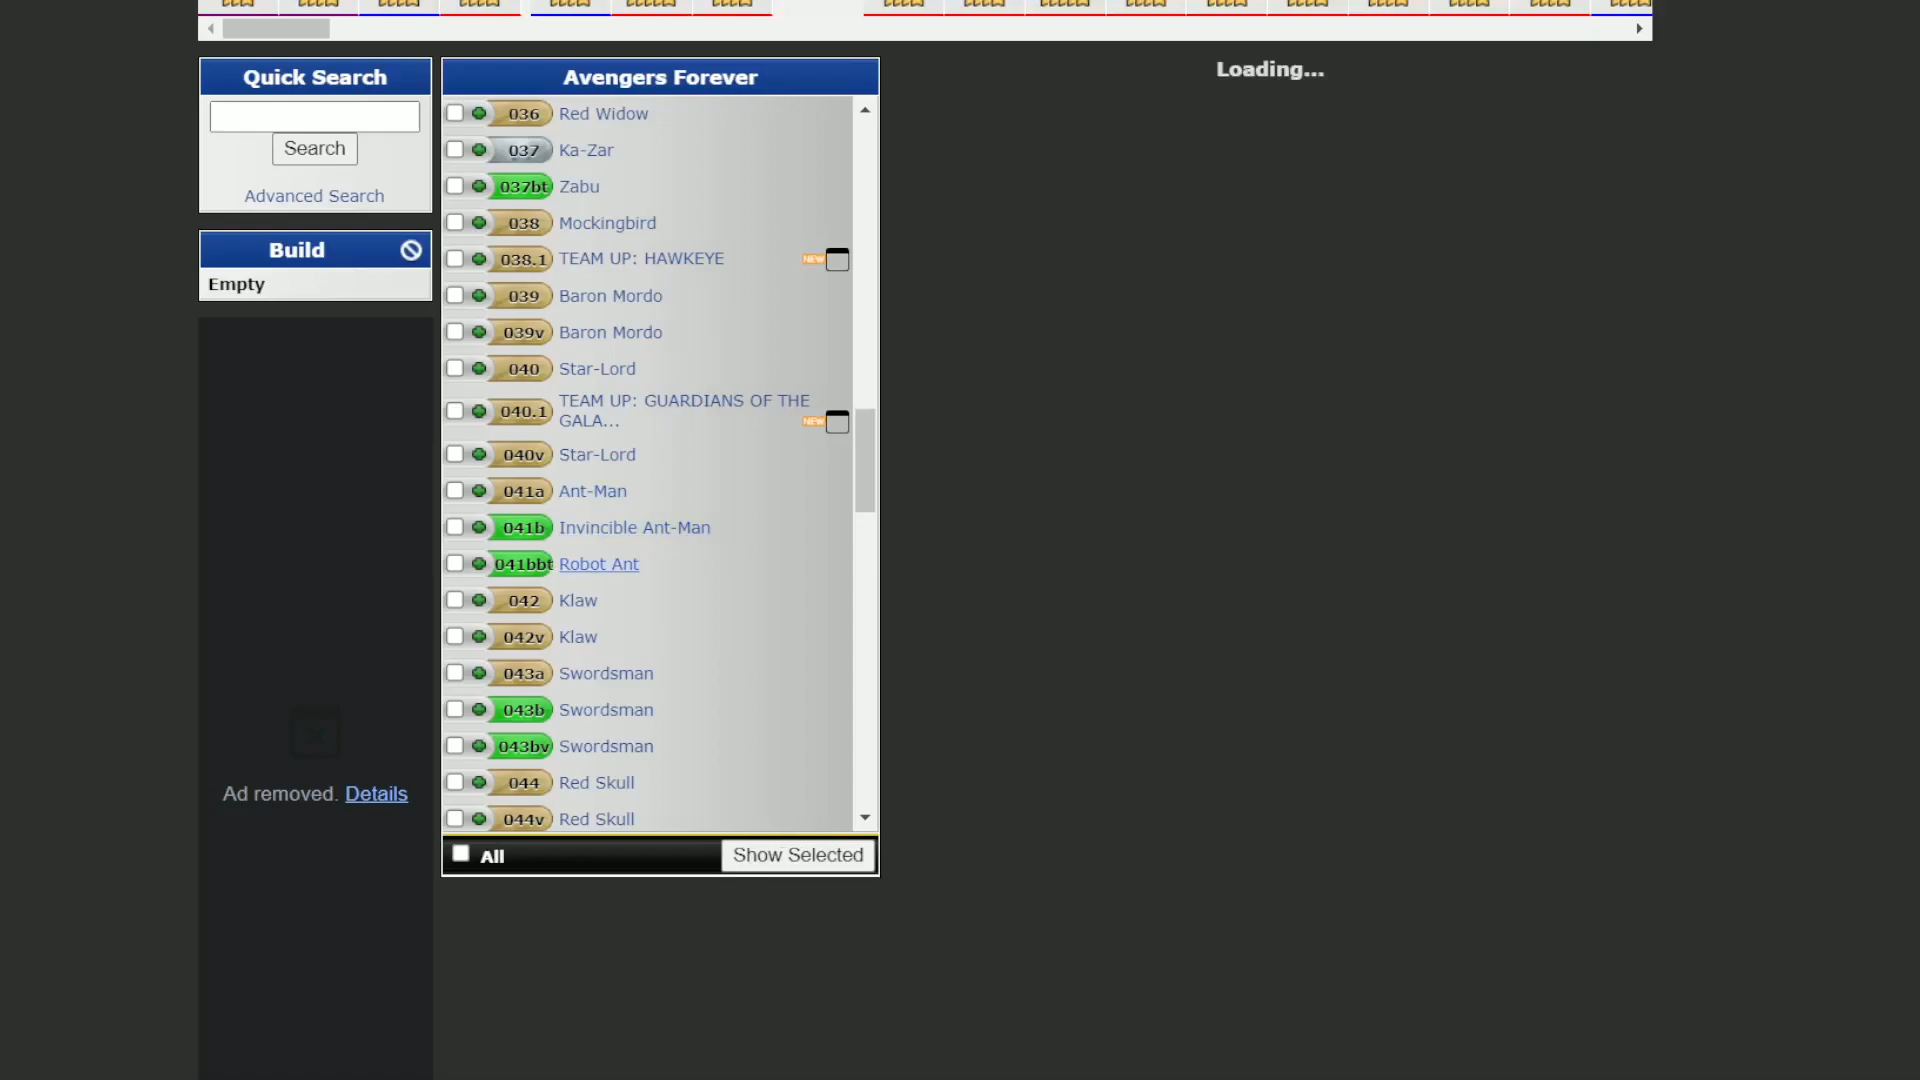 Quick Search
Search
Advanced Search
Build
Empty
Ad removed. Details
Avengers Forever
036 Red Widow
037 Ka-Zar
037bt Zabu
038 Mockingbird
038.1 TEAM UP: HAWKEYE NEW
039 Baron Mordo
039v Baron Mordo
040 Star-Lord
040.1 TEAM UP: GUARDIANS OF THE
GALA... NEW
040v Star-Lord
041a Ant-Man
041b Invincible Ant-Man
041bbt Robot Ant
042 Klaw
042v Klaw
043a Swordsman
043b Swordsman
043bv Swordsman
044 Red Skull
044v Red Skull
All Show Selected
Loading...